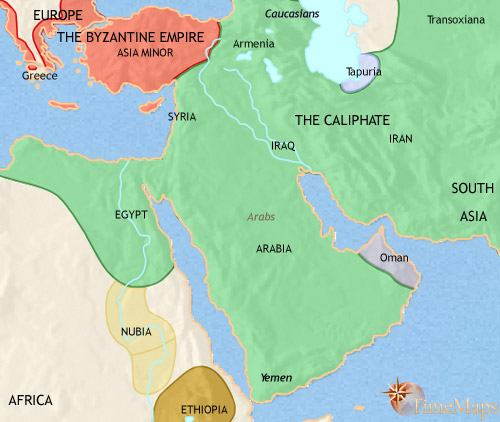 EUROPE
Caucasians
Transoxiana
THE BYZANTINE EMPIRE
ASIA MINOR
Armenia
Greece
Tapuria
SYRIA
THE CALIPHATE
IRAQ
IRAN
SOUTH
ASIA
EGYPT
Arabs
ARABIA
Oman
NUBIA
Yemen
AFRICA
ETHIOPIA
TimeMaps